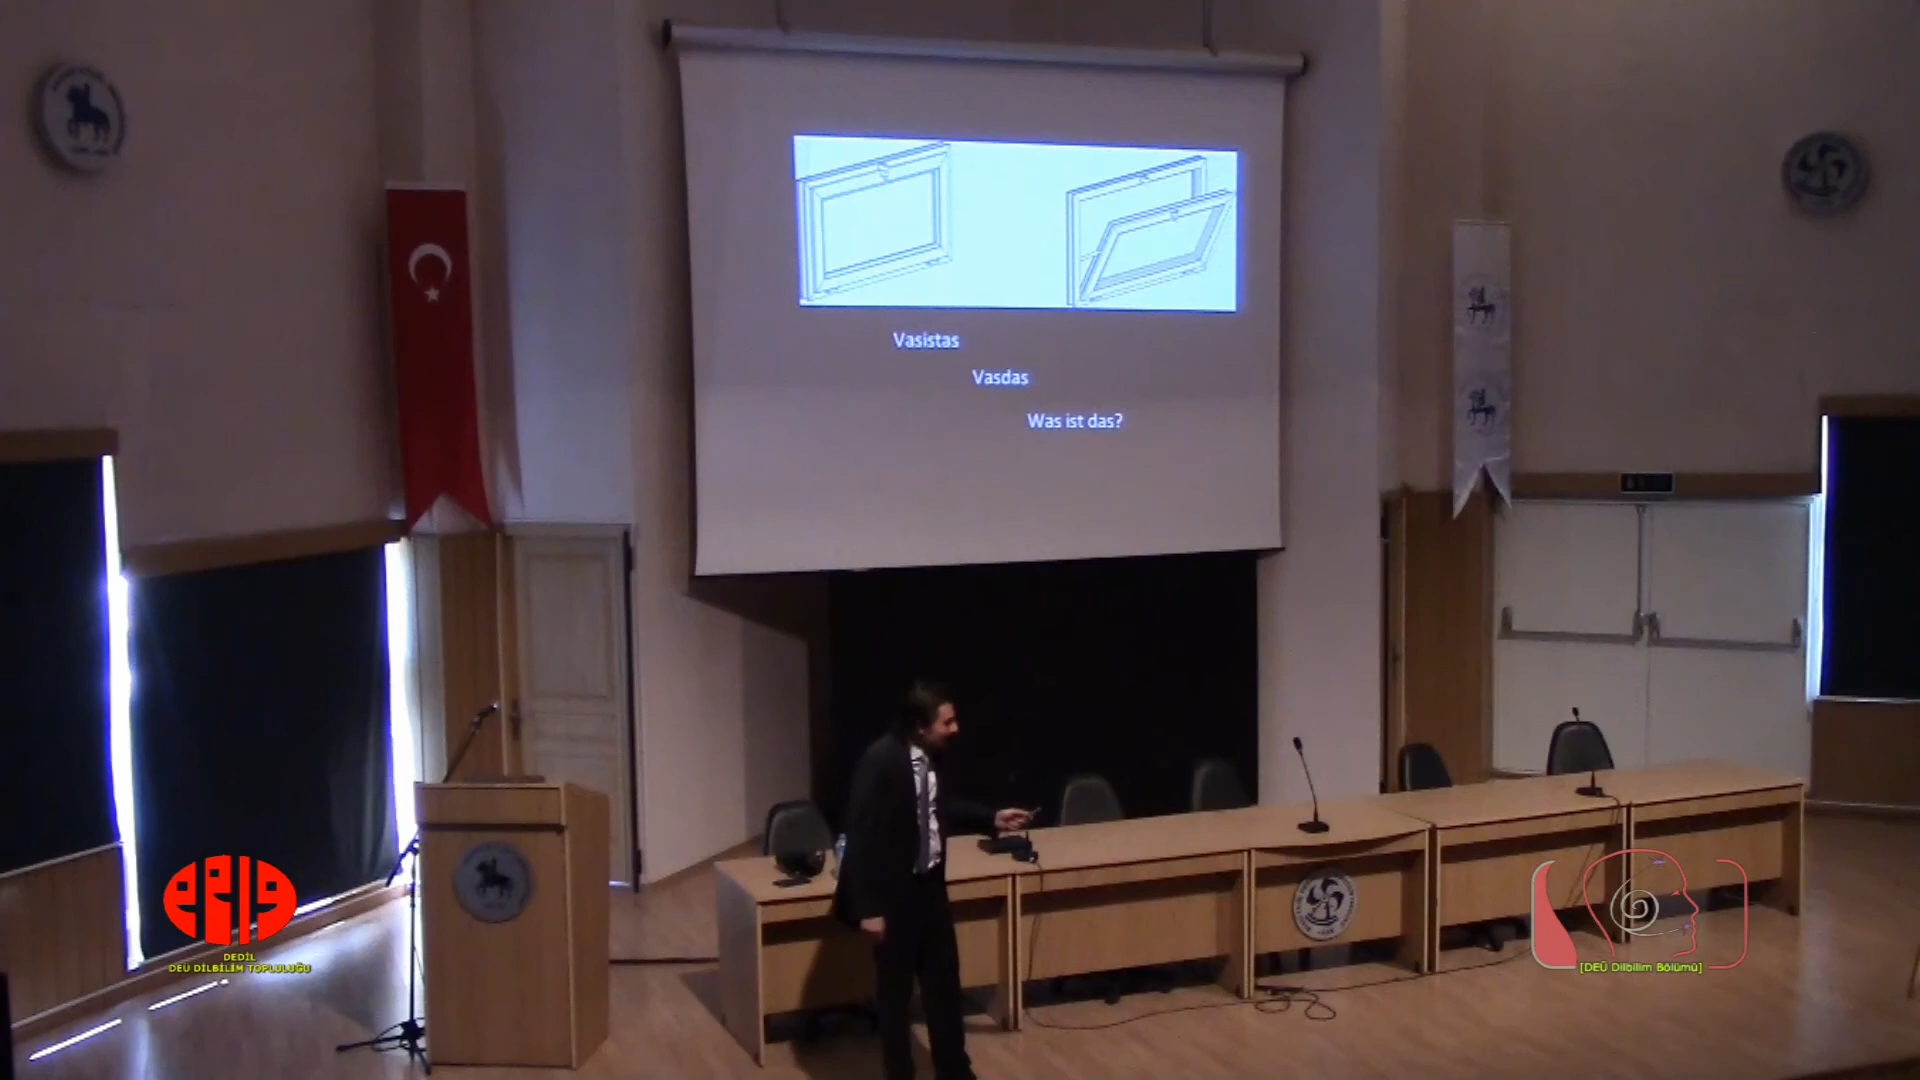 Vasistas
Vasdas
Was ist das?
DEDİL
DEÜ DİLBİLİM TOPLULUĞU
[DEÜ Dilbilim Bölümü]